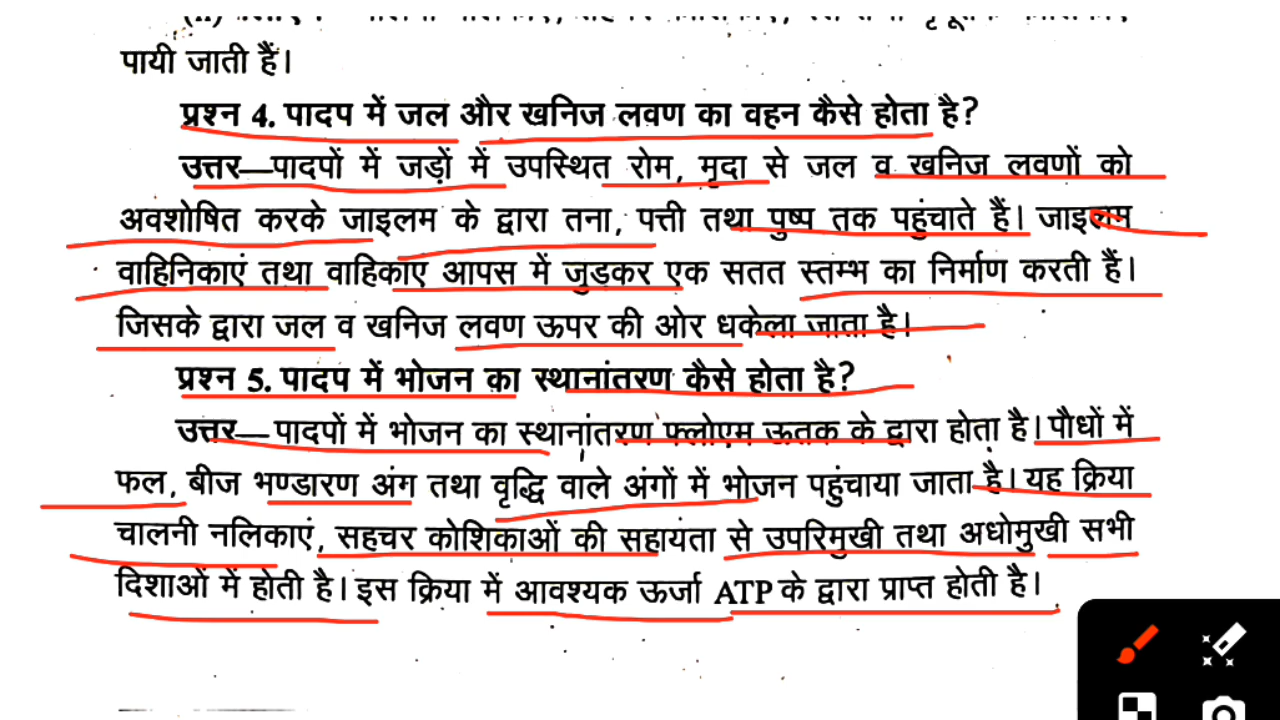 पायी जाती हैं।
प्रश्न 4. पादप में जल और खनिज लवण का वहन कैसे होता है?
उत्तर—पादपों में जड़ों में उपस्थित रोम, मृदा से जल व खनिज लवणों को
अवशोषित करके जाइलम के द्वारा तना, पत्ती तथा पुष्प तक पहुंचाते हैं। जाइलम
वाहिनिकाएं तथा वाहिकाए आपस में जुडकर एक सतत स्तम्भ का निर्माण करती हैं।
जिसके द्वारा जल व खनिज लवण ऊपर की ओर धकेला जाता है।
प्रश्न 5. पादप में भोजन का स्थानांतरण कैसे होता है?
उत्तर— पादपों में भोजन का स्थानांतरण फ्लोएम ऊतक के द्वारा होता है। पौधों में
फल, बीज भण्डारण अंग तथा वृद्धि वाले अंगों में भोजन पहुंचाया जाता है। यह क्रिया
चालनी नलिकाएं, सहचर कोशिकाओं की सहायंता से उपरिमुखी तथा अधोमुखी सभी
दिशाओं में होती है। इस क्रिया में आवश्यक ऊर्जा ATP के द्वारा प्राप्त होती है।